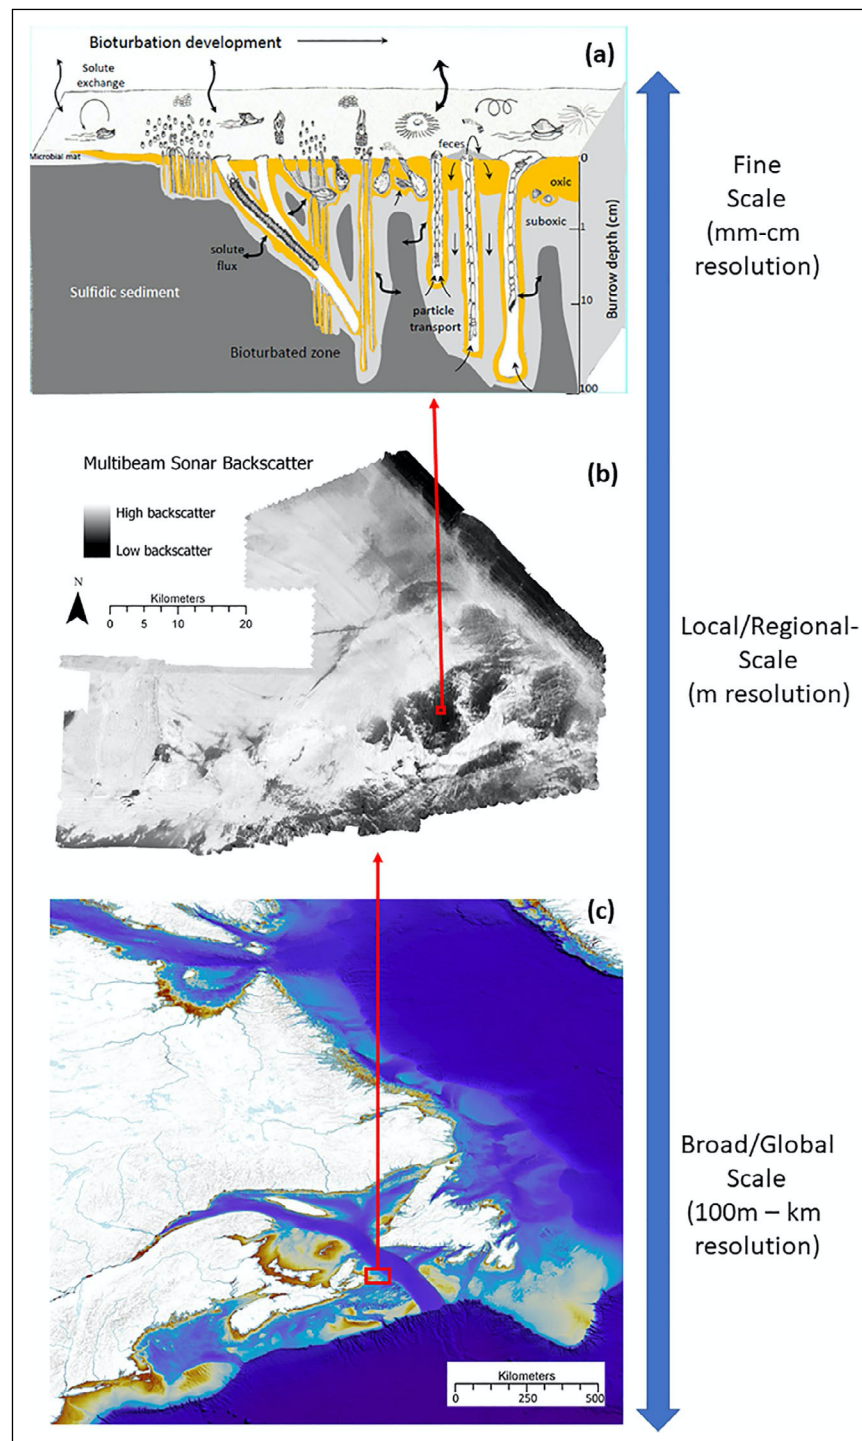 Bioturbation development
(a)
Solute
exchange
feces
Microbial mat
0
oxic
suboxic
1
solute
flux
Burrow depth (cm)
Sulfidic sediment
10
particle
transport
Bioturbated zone
100
Fine
Scale
(mm-cm
resolution)
Multibeam Sonar Backscatter
(b)
High backscatter
Low backscatter
N
Kilometers
0 5 10 20
Local/Regional-
Scale
(m resolution)
(c)
Broad/Global
Scale
(100m – km
resolution)
Kilometers
0 250 500